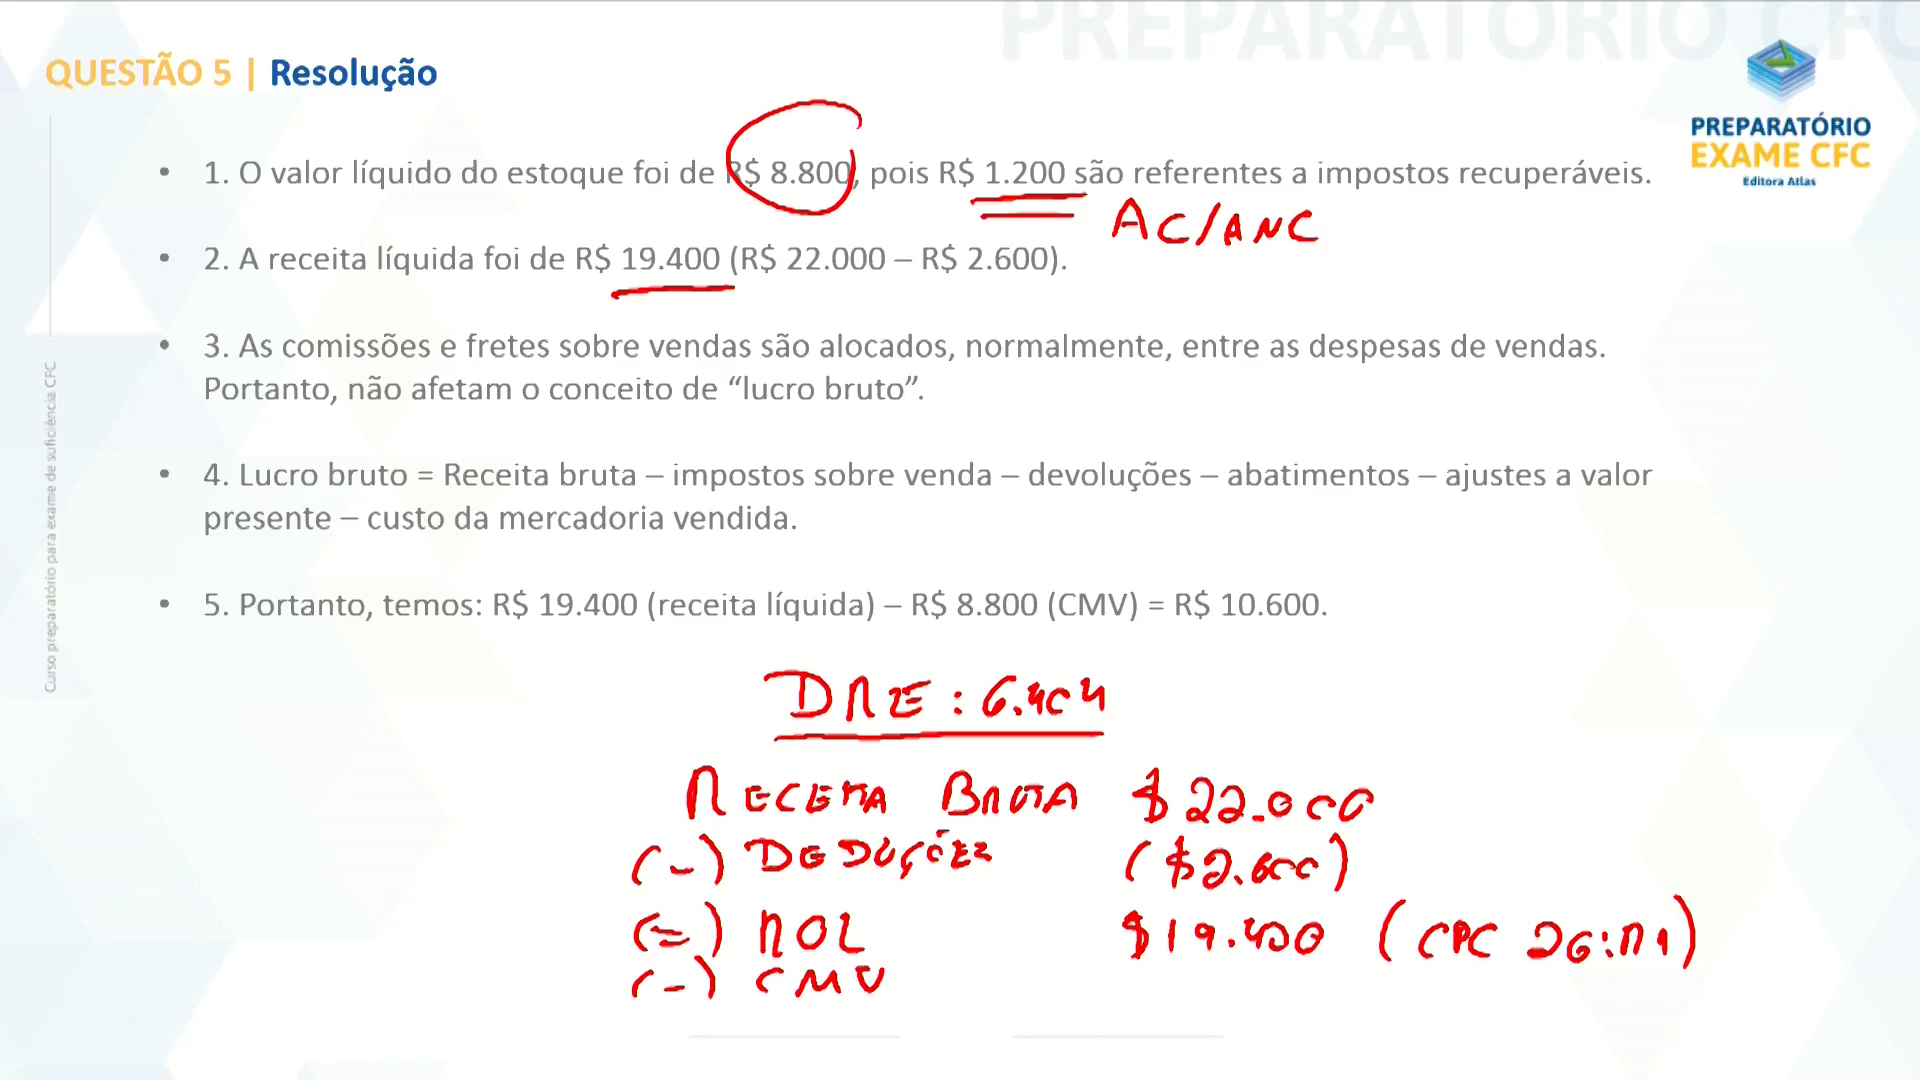 PREPARATÓRIO CFC
QUESTÃO 5 | Resolução
PREPARATÓRIO
EXAME CFC
Editora Atlas
• 1. O valor líquido do estoque foi de R$ 8.800, pois R$ 1.200 são referentes a impostos recuperáveis.
AC/ANC
• 2. A receita líquida foi de R$ 19.400 (R$ 22.000 – R$ 2.600).
• 3. As comissões e fretes sobre vendas são alocados, normalmente, entre as despesas de vendas.
Portanto, não afetam o conceito de “lucro bruto”.
• 4. Lucro bruto = Receita bruta – impostos sobre venda – devoluções – abatimentos – ajustes a valor
presente – custo da mercadoria vendida.
• 5. Portanto, temos: R$ 19.400 (receita líquida) – R$ 8.800 (CMV) = R$ 10.600.
DRE: 6.404
RECEITA BRUTA $ 22.000
(-) DEDUÇÕES ($2.600)
(=) ROL $19.400 (CPC 26:R1)
(-) CMV
Curso preparatório para exame de suficiência CFC